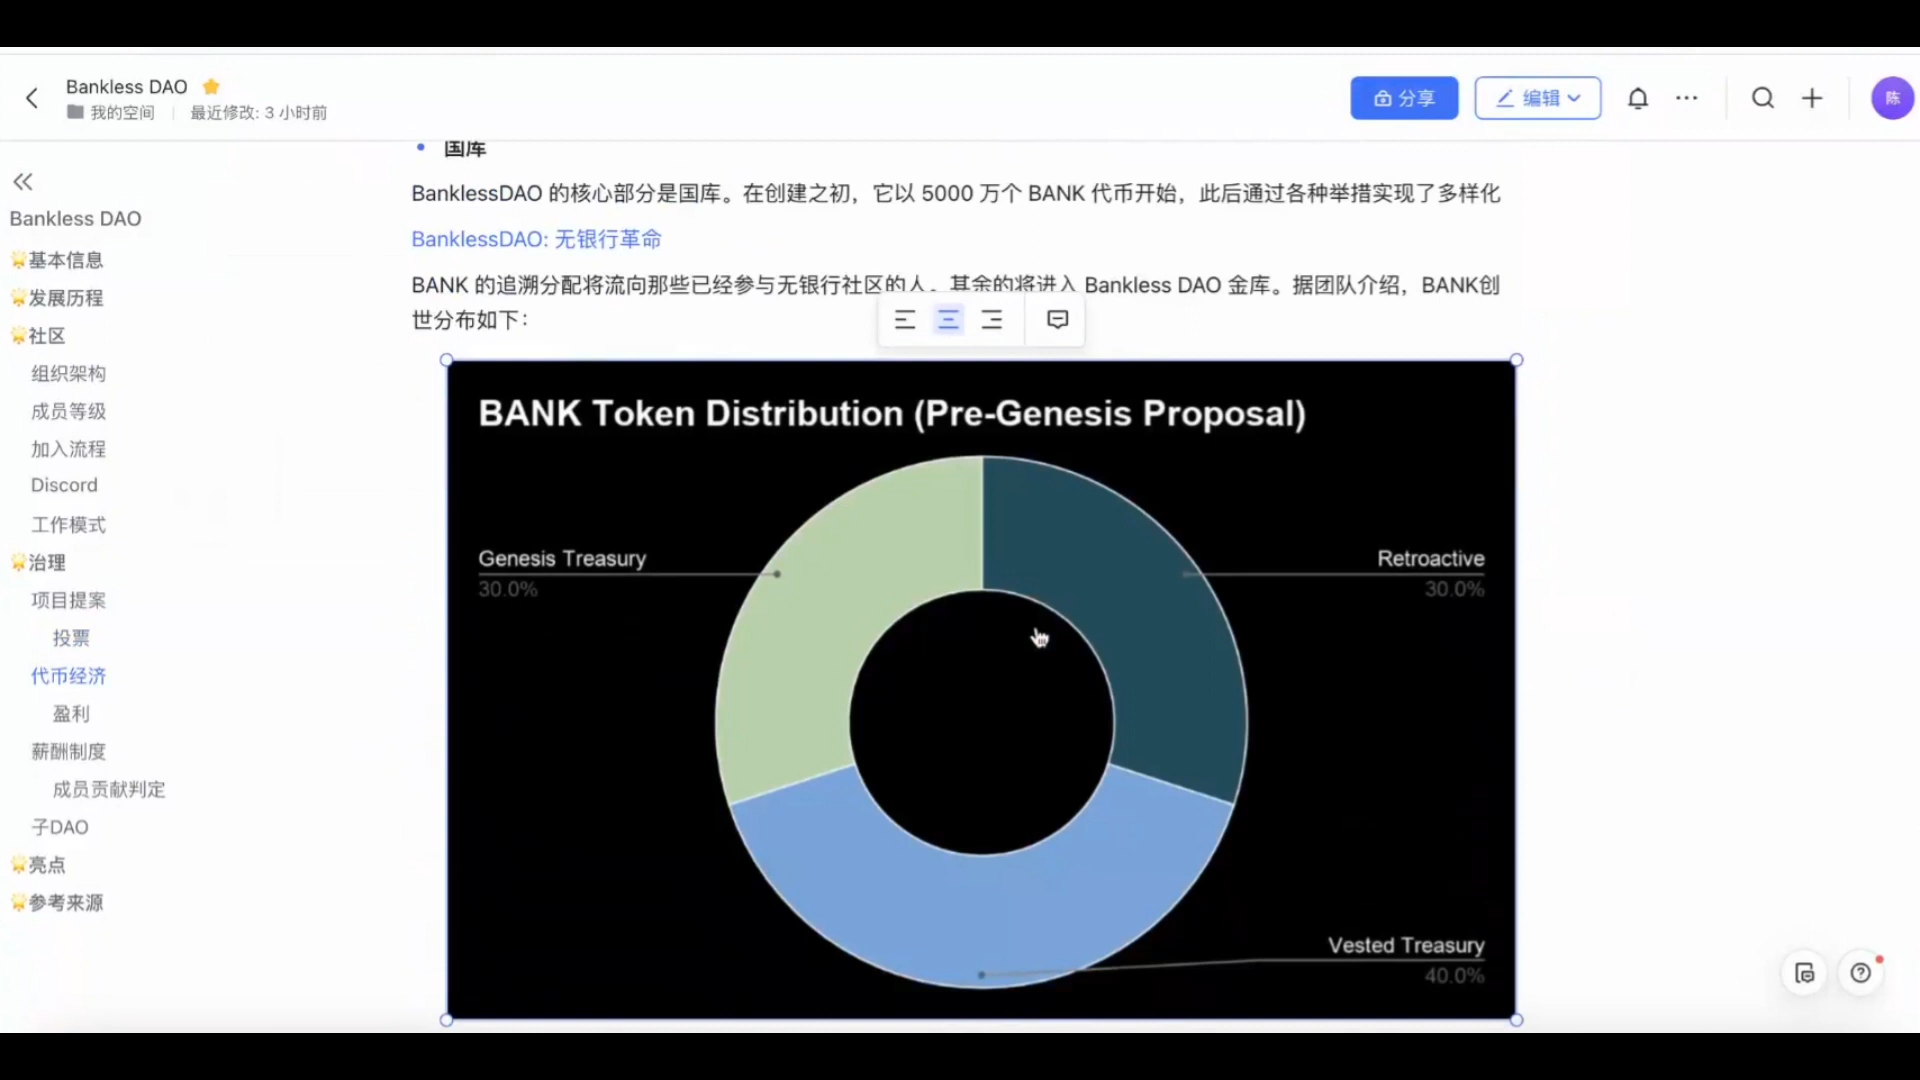 Bankless DAO
我的空间
最近修改: 3 小时前
分享
编辑
陈
Bankless DAO
基本信息
发展历程
社区
组织架构
成员等级
加入流程
Discord
工作模式
治理
项目提案
投票
代币经济
盈利
薪酬制度
成员贡献判定
子DAO
亮点
参考来源
国库
BanklessDAO 的核心部分是国库。在创建之初，它以 5000 万个 BANK 代币开始，此后通过各种举措实现了多样化
BanklessDAO: 无银行革命
BANK 的追溯分配将流向那些已经参与无银行社区的人。其余的将进入 Bankless DAO 金库。据团队介绍，BANK创
世分布如下：
BANK Token Distribution (Pre-Genesis Proposal)
Genesis Treasury
30.0%
Retroactive
30.0%
Vested Treasury
40.0%